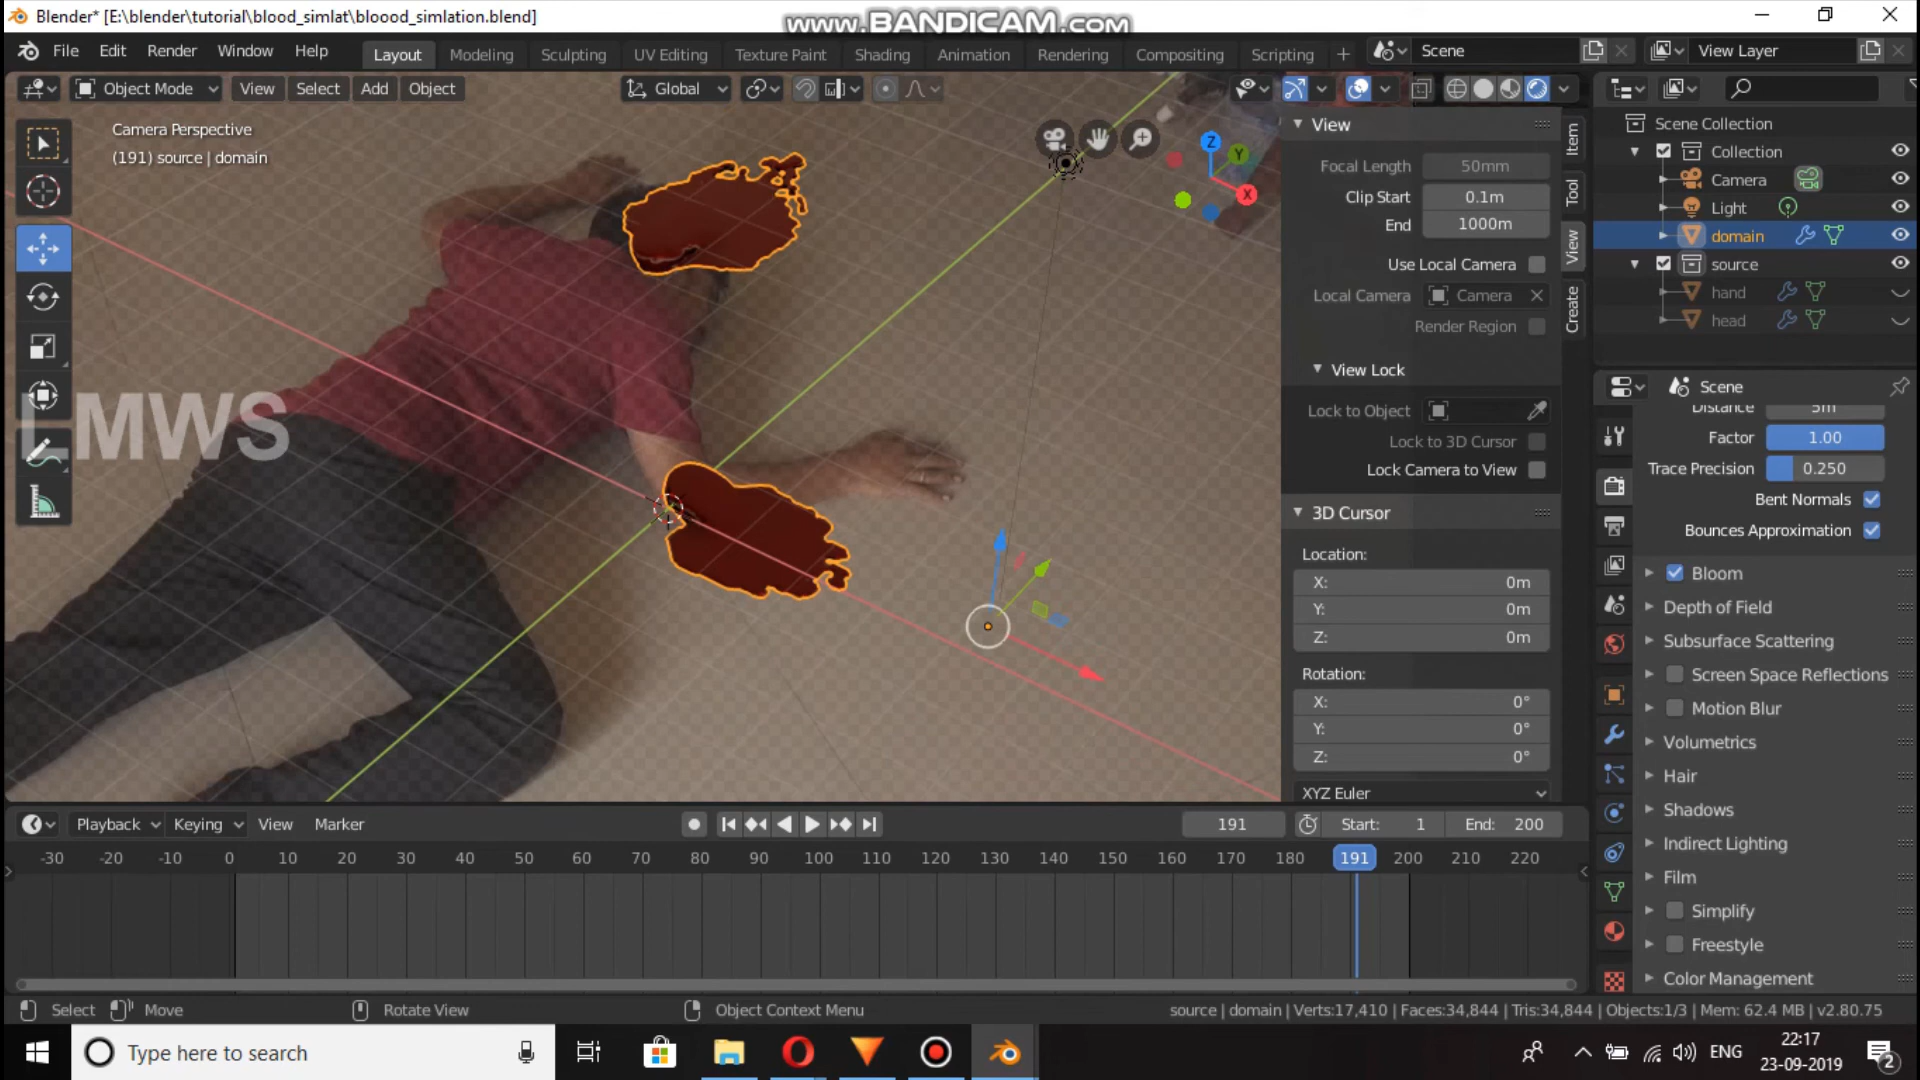 Blender* [E:\blender\tutorial\blood_simlat\bloood_simlation.blend]
www.BANDICAM.com
File Edit Render Window Help
Layout Modeling Sculpting UV Editing Texture Paint Shading Animation Rendering Compositing Scripting +
Scene
View Layer
Object Mode View Select Add Object
Global
Camera Perspective
(191) source | domain
Z
Y
X
LMWS
View
Focal Length 50mm
Clip Start 0.1m
End 1000m
Use Local Camera
Local Camera Camera
Render Region
View Lock
Lock to Object
Lock to 3D Cursor
Lock Camera to View
3D Cursor
Location:
X: 0m
Y: 0m
Z: 0m
Rotation:
X: 0°
Y: 0°
Z: 0°
XYZ Euler
Item
Tool
View
Create
Scene Collection
Collection
Camera
Light
domain
source
hand
head
Scene
Distance 5m
Factor 1.00
Trace Precision 0.250
Bent Normals
Bounces Approximation
Bloom
Depth of Field
Subsurface Scattering
Screen Space Reflections
Motion Blur
Volumetrics
Hair
Shadows
Indirect Lighting
Film
Simplify
Freestyle
Color Management
Playback Keying View Marker
191 Start: 1 End: 200
-30 -20 -10 0 10 20 30 40 50 60 70 80 90 100 110 120 130 140 150 160 170 180 191 200 210 220
Select Move Rotate View Object Context Menu
source | domain | Verts:17,410 | Faces:34,844 | Tris:34,844 | Objects:1/3 | Mem: 62.4 MB | v2.80.75
Type here to search
ENG
22:17
23-09-2019
2